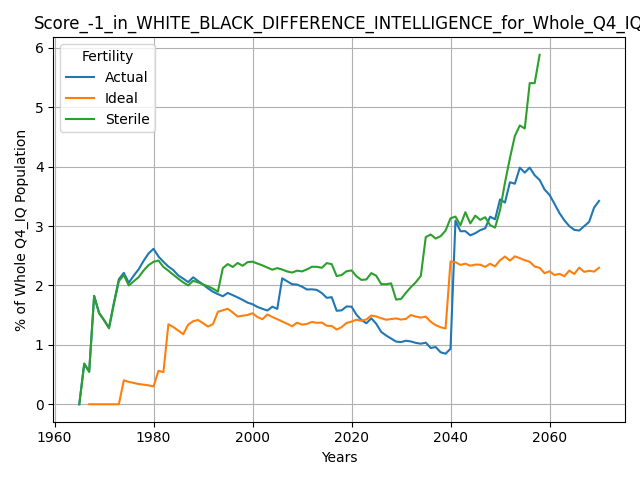 Score_-1_in_WHITE_BLACK_DIFFERENCE_INTELLIGENCE_for_Whole_Q4_IQ
6
5
4
3
2
1
0
% of Whole Q4_IQ Population
Fertility
Actual
Ideal
Sterile
1960 1980 2000 2020 2040 2060
Years